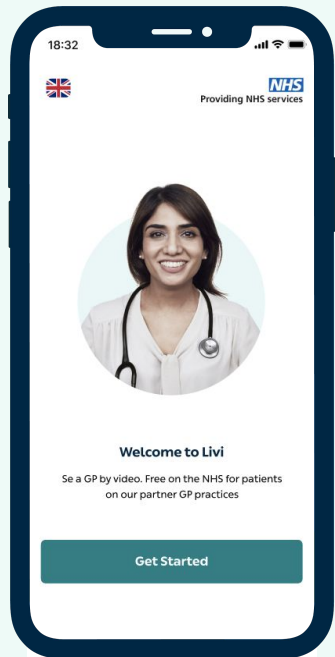 18:32
NHS
Providing NHS services
Welcome to Livi
Se a GP by video. Free on the NHS for patients
on our partner GP practices
Get Started